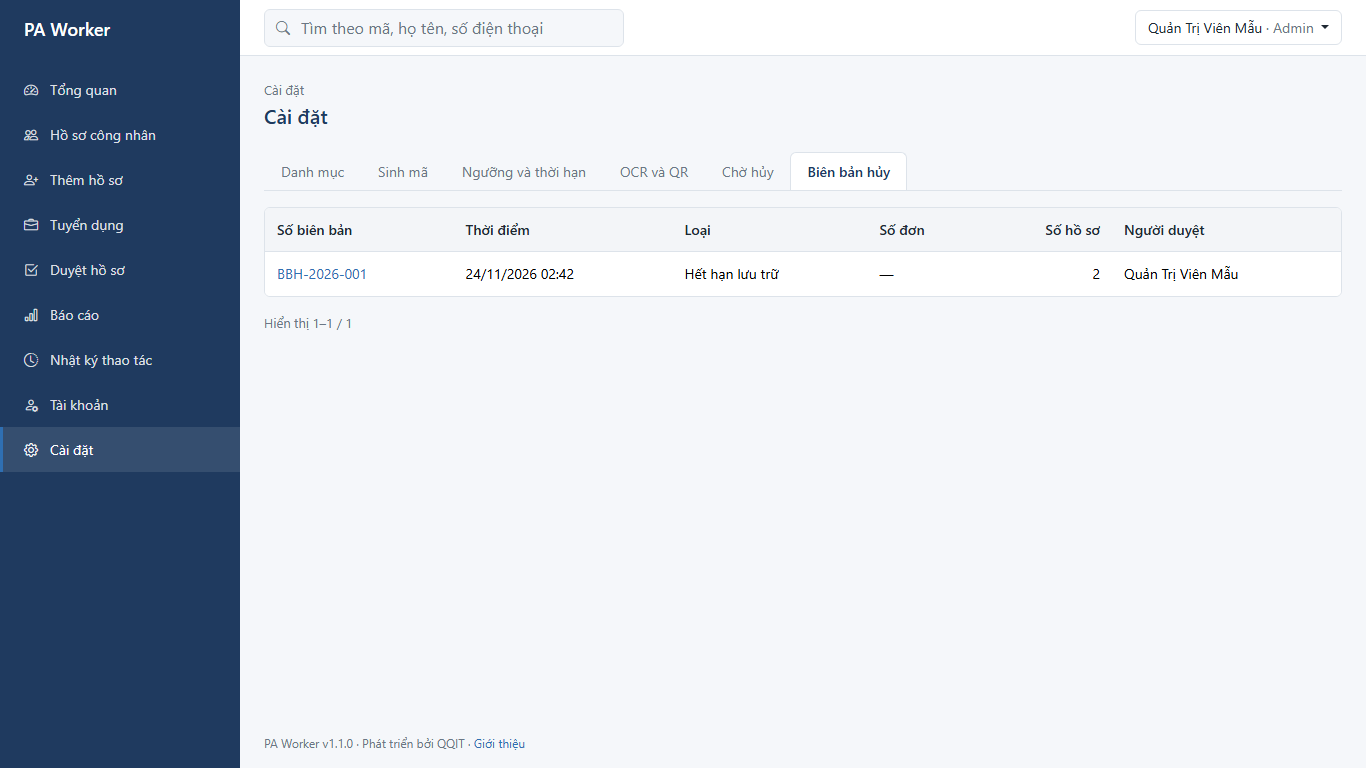 PA Worker
Tìm theo mã, họ tên, số điện thoại
Quản Trị Viên Mẫu · Admin
Tổng quan
Hồ sơ công nhân
Thêm hồ sơ
Tuyển dụng
Duyệt hồ sơ
Báo cáo
Nhật ký thao tác
Tài khoản
Cài đặt
Cài đặt
Cài đặt
Danh mục Sinh mã Ngưỡng và thời hạn OCR và QR Chờ hủy Biên bản hủy
Số biên bản Thời điểm Loại Số đơn Số hồ sơ Người duyệt
BBH-2026-001 24/11/2026 02:42 Hết hạn lưu trữ — 2 Quản Trị Viên Mẫu
Hiển thị 1–1 / 1
PA Worker v1.1.0 · Phát triển bởi QQIT · Giới thiệu